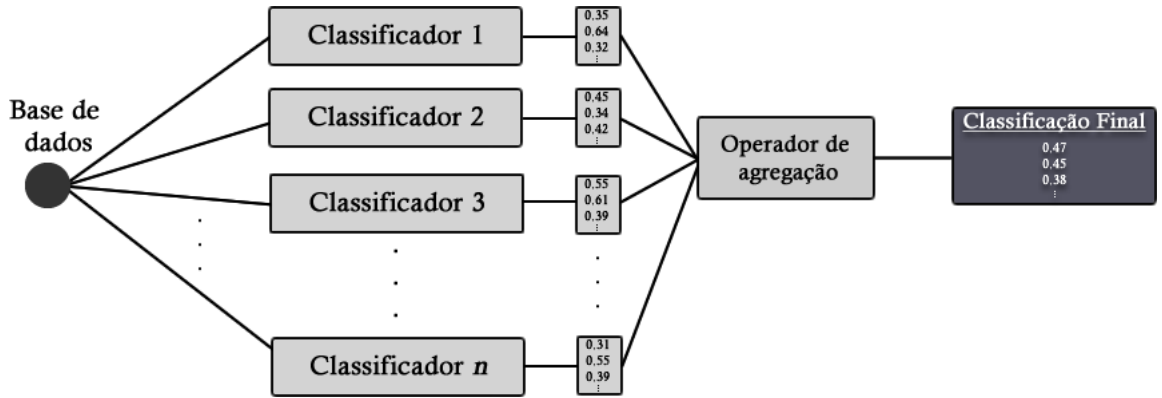 Base de
dados
Classificador 1
0,35
0,64
0,32
Classificador 2
0,45
0,34
0,42
Classificador 3
0,55
0,61
0,39
Classificador n
0,31
0,55
0,39
Operador de
agregação
Classificação Final
0,47
0,45
0,38